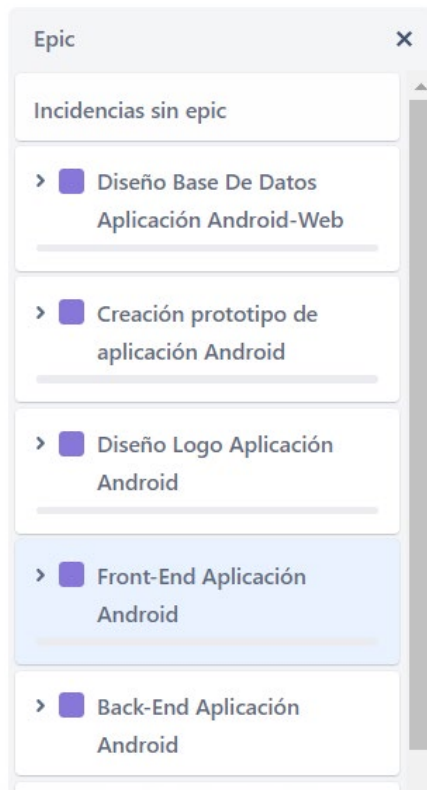 Epic
Incidencias sin epic
Diseño Base De Datos
Aplicación Android-Web
Creación prototipo de
aplicación Android
Diseño Logo Aplicación
Android
Front-End Aplicación
Android
Back-End Aplicación
Android